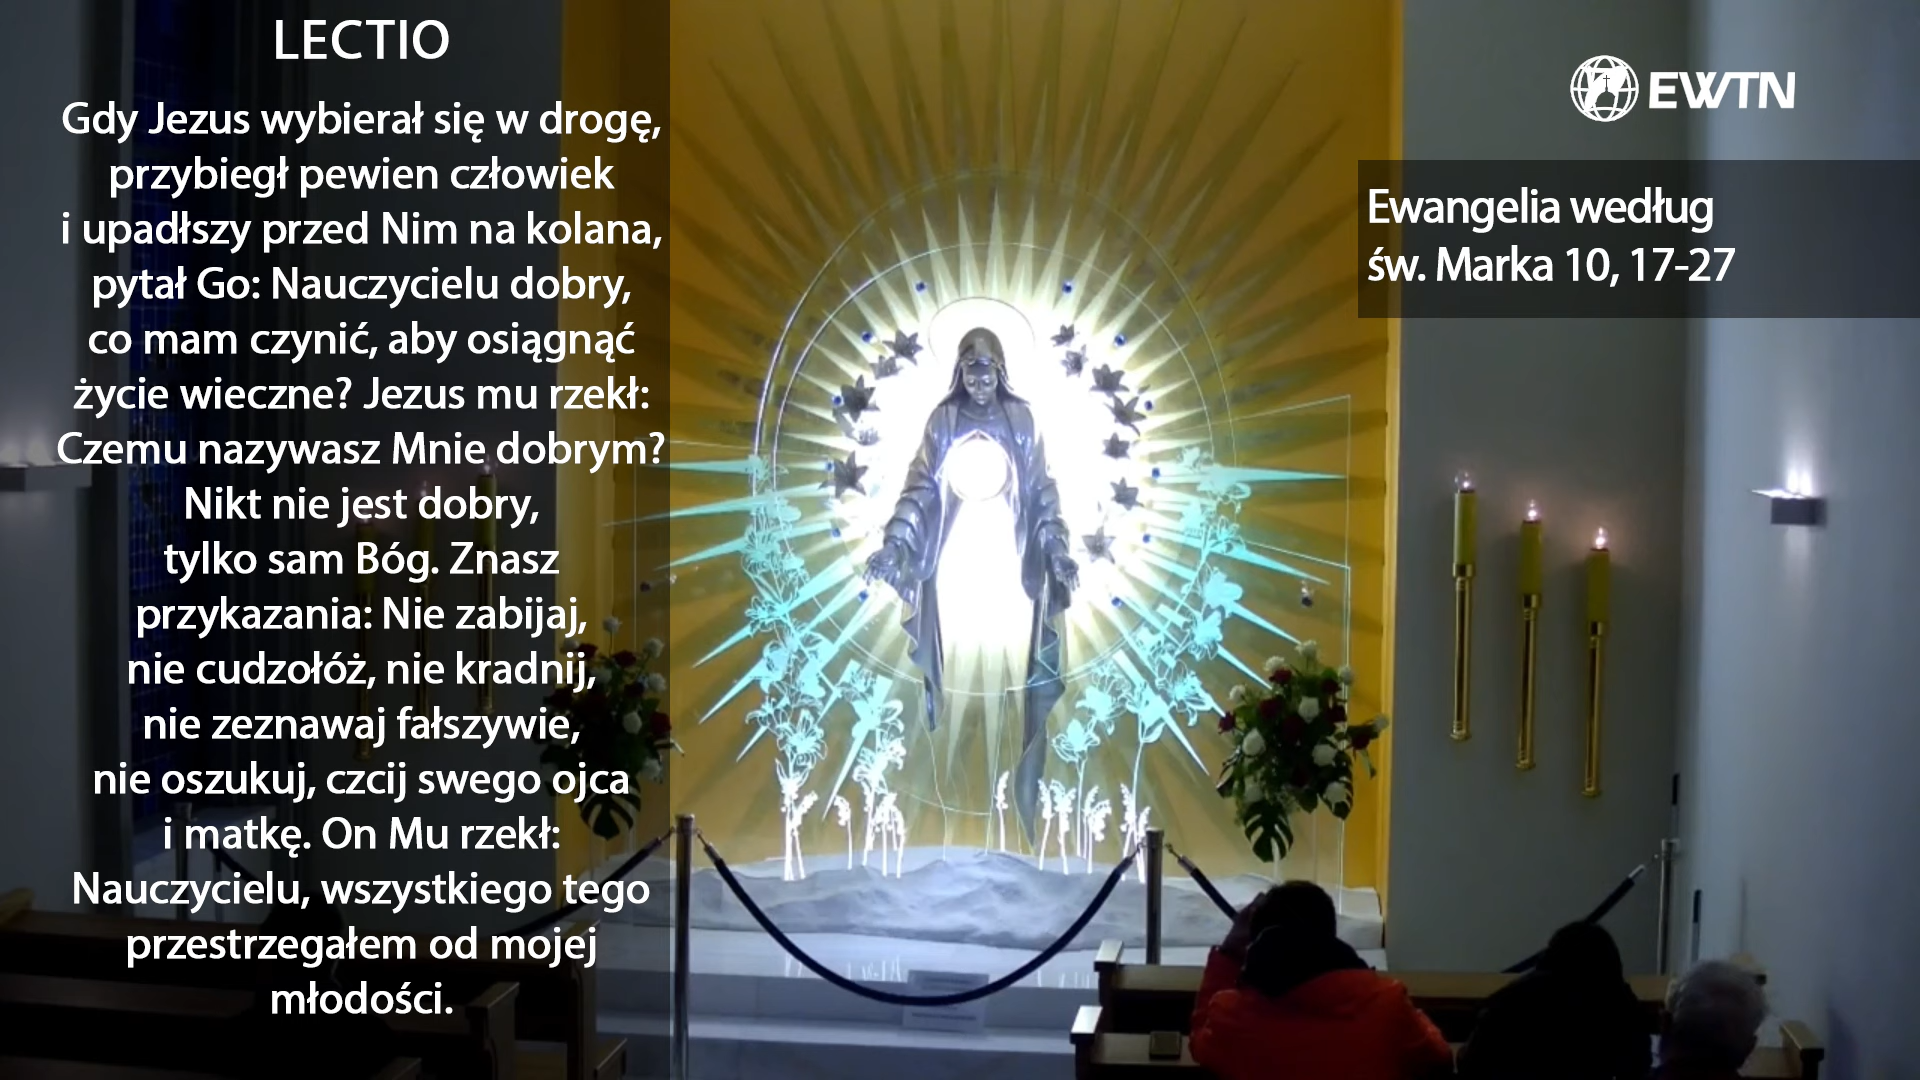 LECTIO
Gdy Jezus wybierał się w drogę,
przybiegł pewien człowiek
i upadłszy przed Nim na kolana,
pytał Go: Nauczycielu dobry,
co mam czynić, aby osiągnąć
życie wieczne? Jezus mu rzekł:
Czemu nazywasz Mnie dobrym?
Nikt nie jest dobry,
tylko sam Bóg. Znasz
przykazania: Nie zabijaj,
nie cudzołóż, nie kradnij,
nie zeznawaj fałszywie,
nie oszukuj, czcij swego ojca
i matkę. On Mu rzekł:
Nauczycielu, wszystkiego tego
przestrzegałem od mojej
młodości.
EWTN
Ewangelia według
św. Marka 10, 17-27